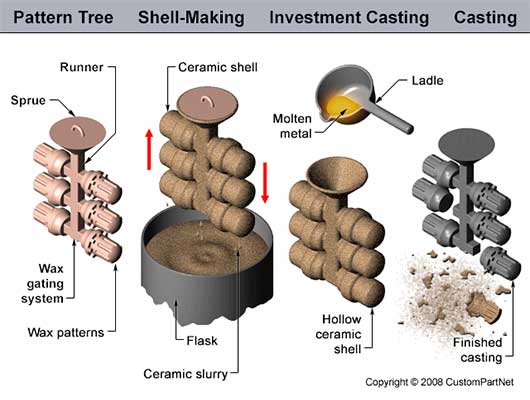 Pattern Tree
Shell-Making
Investment Casting
Casting
Runner
Sprue
Wax
gating
system
Wax patterns
Ceramic shell
Flask
Ceramic slurry
Ladle
Molten
metal
Hollow
ceramic
shell
Finished
casting
Copyright © 2008 CustomPartNet